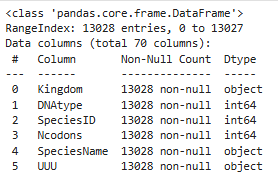 <class 'pandas.core.frame.DataFrame'>
RangeIndex: 13028 entries, 0 to 13027
Data columns (total 70 columns):
 #   Column       Non-Null Count  Dtype
---  ------       --------------  -----
 0   Kingdom      13028 non-null  object
 1   DNAtype      13028 non-null  int64
 2   SpeciesID    13028 non-null  int64
 3   Ncodons      13028 non-null  int64
 4   SpeciesName  13028 non-null  object
 5   UUU          13028 non-null  object